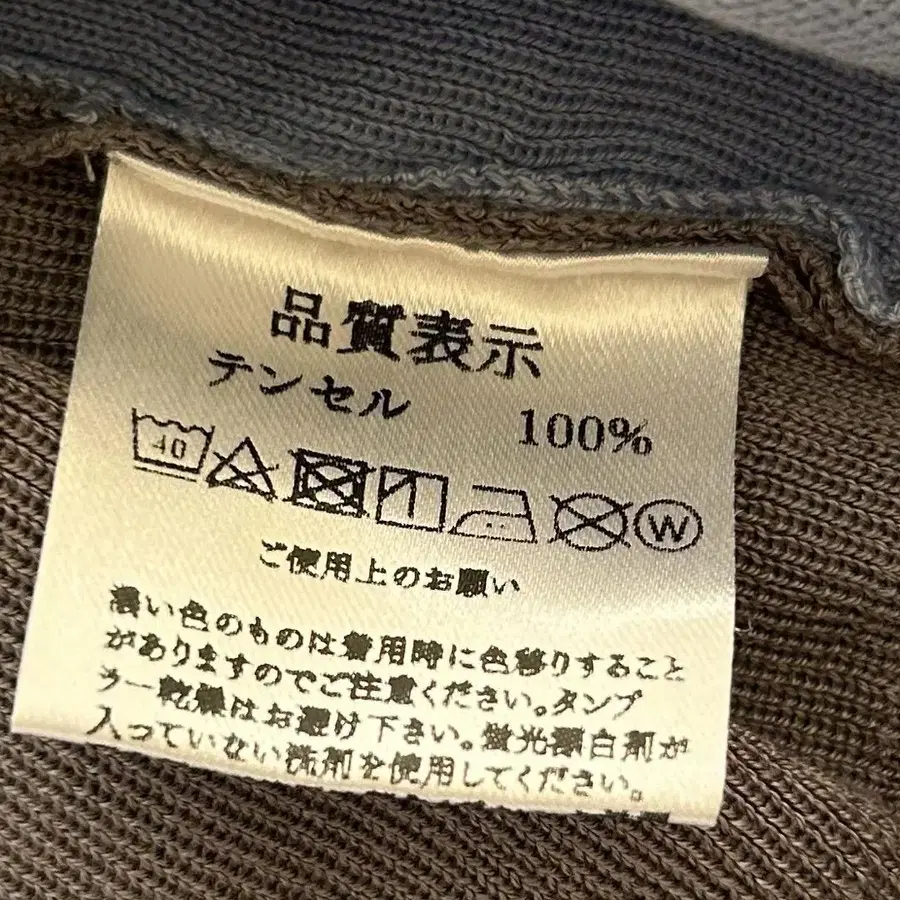 品質表示
テンセル 100%
40
W
ご使用上のお願い
濃い色のものは着用時に色移りすること
がありますのでご注意ください。タンブ
ラー乾燥はお避け下さい。蛍光漂白剤が
入っていない洗剤を使用してください。